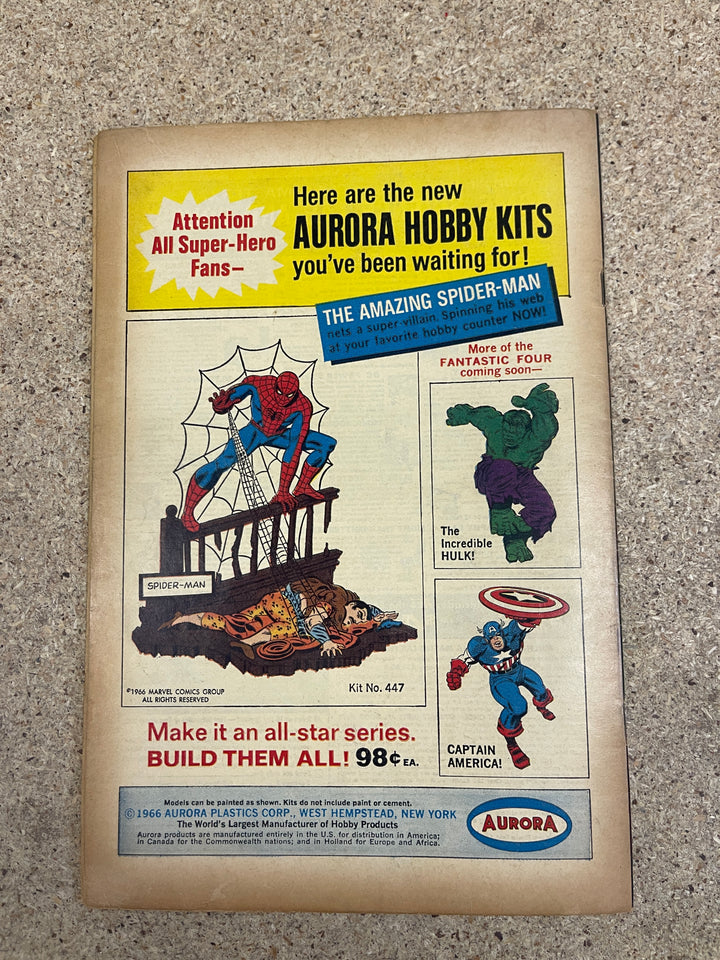 Attention
All Super-Hero
Fans—
Here are the new
AURORA HOBBY KITS
you've been waiting for!
THE AMAZING SPIDER-MAN
nets a super-villain. Spinning his web
at your favorite hobby counter NOW!
More of the
FANTASTIC FOUR
coming soon—
The
Incredible
HULK!
SPIDER-MAN
©1966 MARVEL COMICS GROUP
ALL RIGHTS RESERVED
Kit No. 447
CAPTAIN
AMERICA!
Make it an all-star series.
BUILD THEM ALL! 98¢ EA.
Models can be painted as shown. Kits do not include paint or cement.
©1966 AURORA PLASTICS CORP., WEST HEMPSTEAD, NEW YORK
The World's Largest Manufacturer of Hobby Products
Aurora products are manufactured entirely in the U.S. for distribution in America;
in Canada for the Commonwealth nations; and in Holland for Europe and Africa.
AURORA